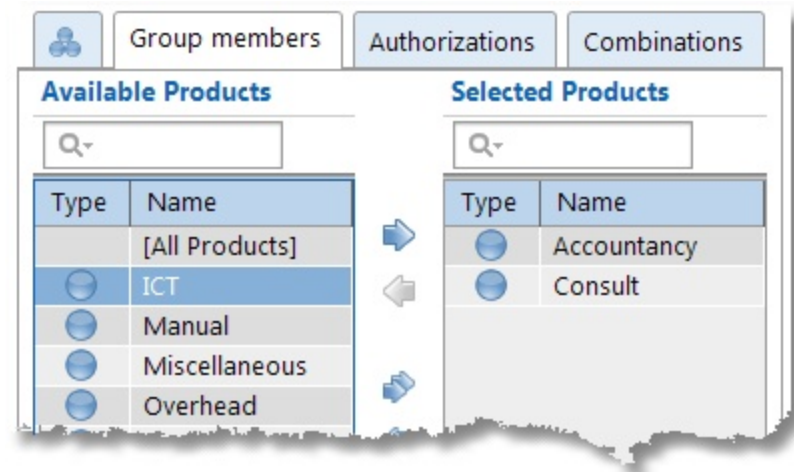 Group members
Authorizations
Combinations
Available Products
Selected Products
Type Name
[All Products]
ICT
Manual
Miscellaneous
Overhead
Type Name
Accountancy
Consult